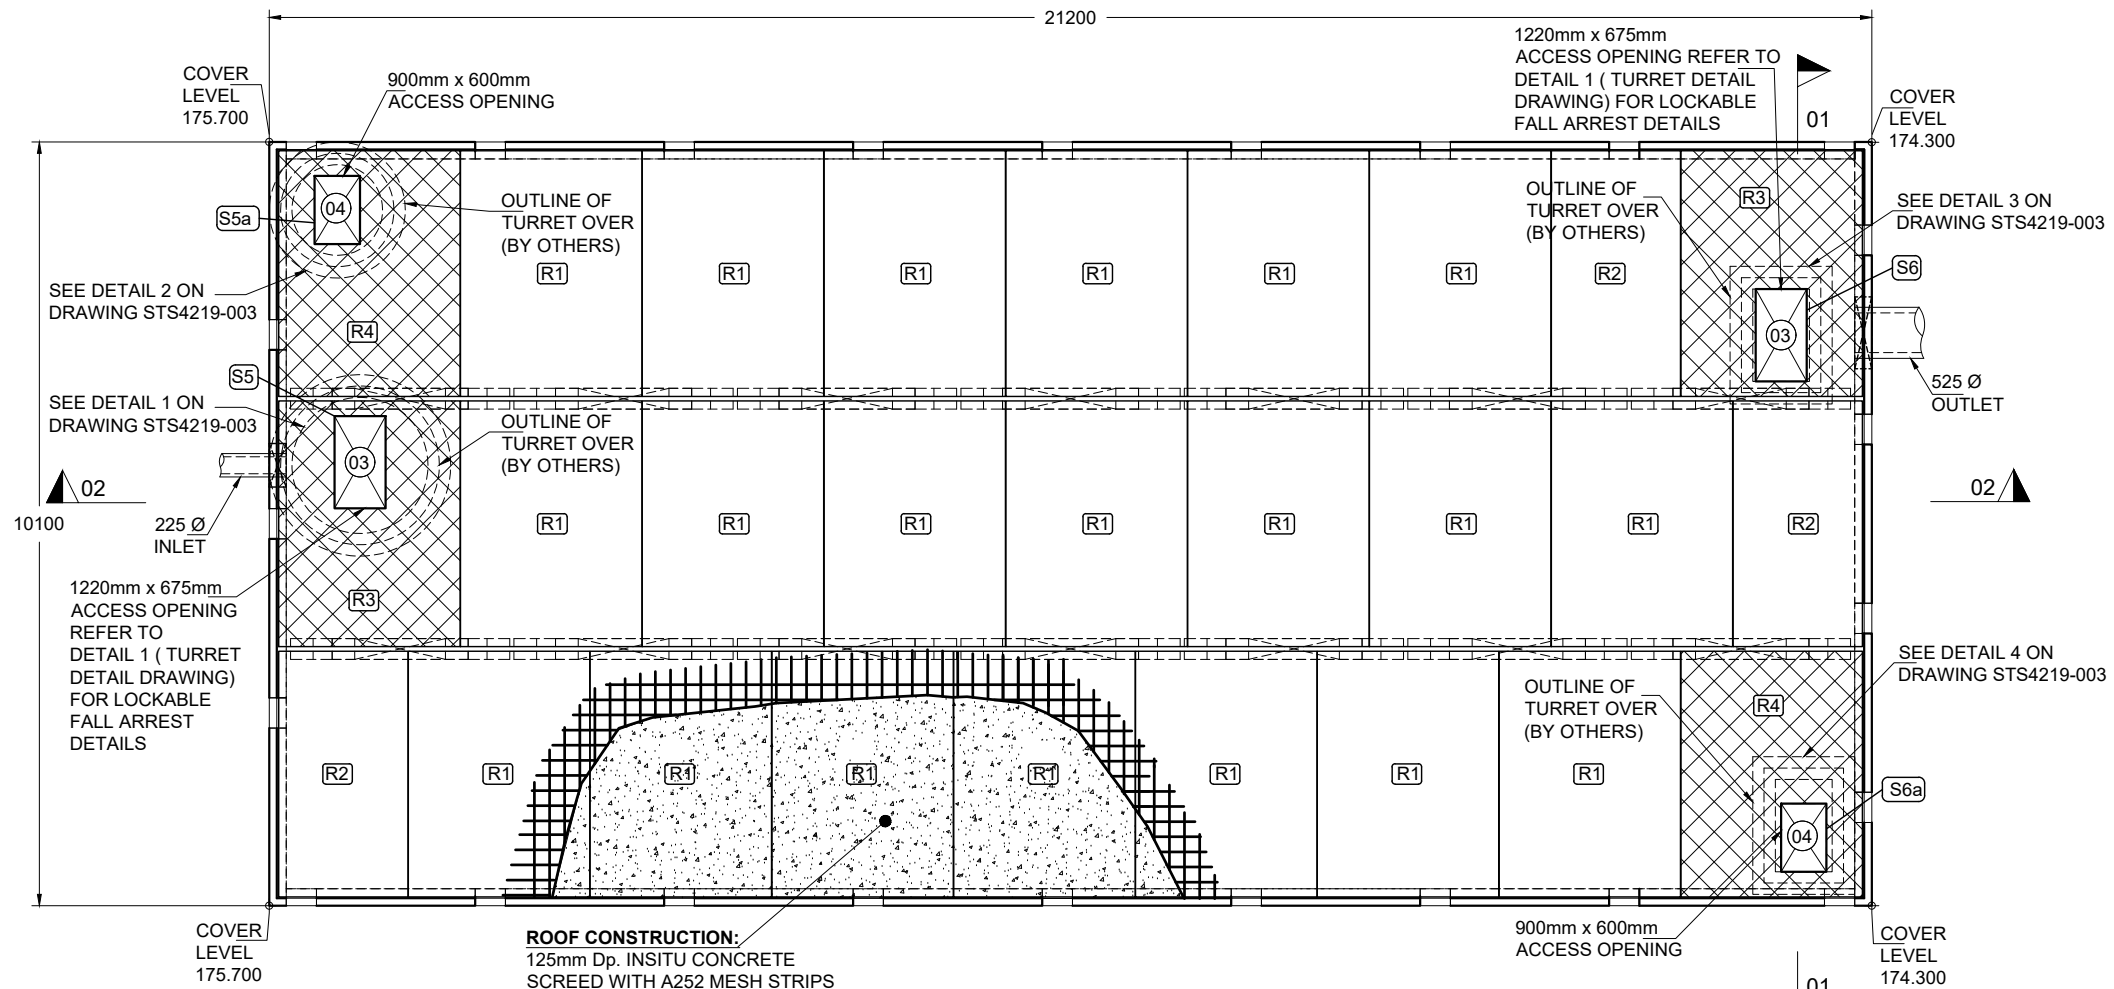 21200
1220mm x 675mm
ACCESS OPENING REFER TO
DETAIL 1 ( TURRET DETAIL
DRAWING) FOR LOCKABLE
FALL ARREST DETAILS
COVER
LEVEL
175.700
900mm x 600mm
ACCESS OPENING
01
COVER
LEVEL
174.300
S5a
04
OUTLINE OF
TURRET OVER
(BY OTHERS)
OUTLINE OF
TURRET OVER
(BY OTHERS)
R3
SEE DETAIL 3 ON
DRAWING STS4219-003
R1
R1
R1
R1
R1
R1
R2
S6
SEE DETAIL 2 ON
DRAWING STS4219-003
R4
03
S5
525 Ø
OUTLET
SEE DETAIL 1 ON
DRAWING STS4219-003
OUTLINE OF
TURRET OVER
(BY OTHERS)
03
02
02
10100
225 Ø
INLET
R1
R1
R1
R1
R1
R1
R1
R2
1220mm x 675mm
ACCESS OPENING
REFER TO
DETAIL 1 ( TURRET
DETAIL DRAWING)
FOR LOCKABLE
FALL ARREST
DETAILS
R3
SEE DETAIL 4 ON
DRAWING STS4219-003
OUTLINE OF
TURRET OVER
(BY OTHERS)
R4
R2
R1
R1
R1
R1
R1
R1
R1
S6a
04
COVER
LEVEL
175.700
ROOF CONSTRUCTION:
125mm Dp. INSITU CONCRETE
SCREED WITH A252 MESH STRIPS
900mm x 600mm
ACCESS OPENING
COVER
LEVEL
174.300
01